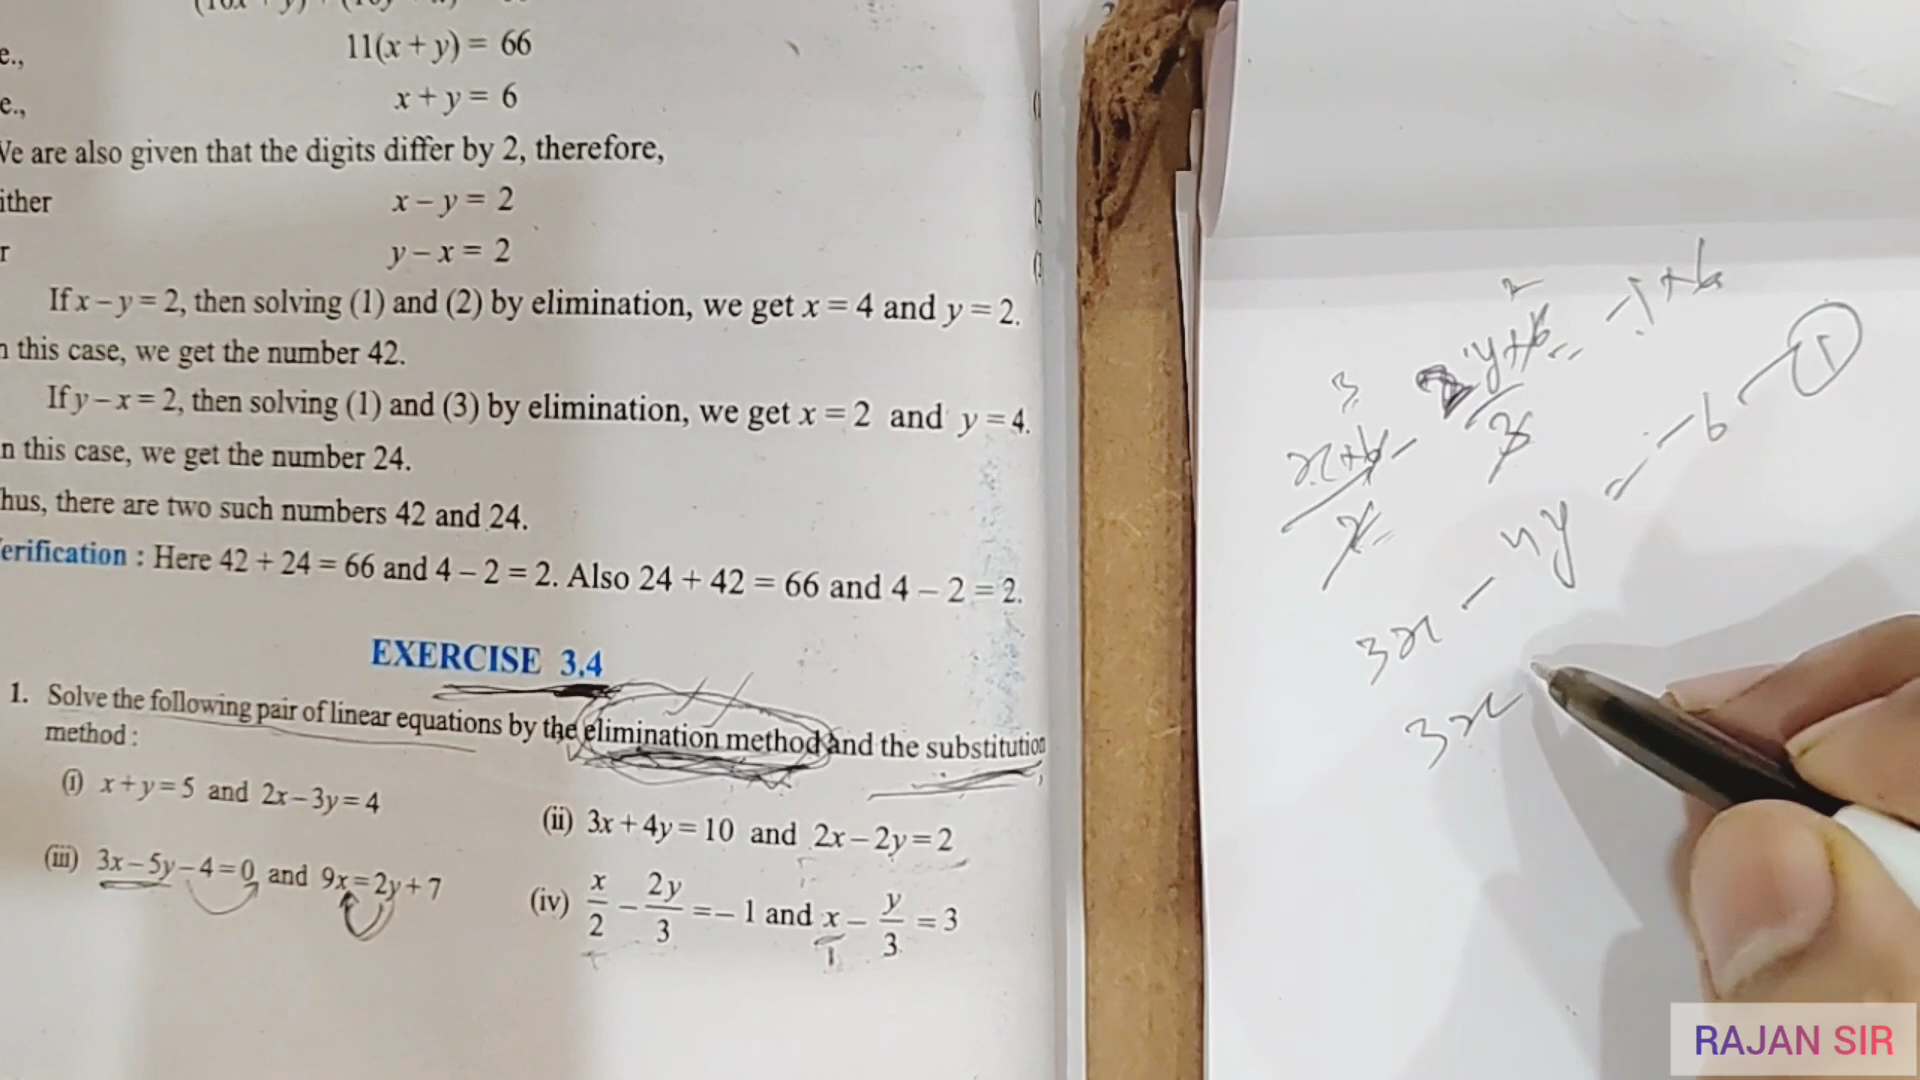 11(x + y) = 66
e.,
x + y = 6
e.,
We are also given that the digits differ by 2, therefore,
ither
x – y = 2
r
y – x = 2
If x – y = 2, then solving (1) and (2) by elimination, we get x = 4 and y = 2.
n this case, we get the number 42.
If y – x = 2, then solving (1) and (3) by elimination, we get x = 2 and y = 4.
n this case, we get the number 24.
hus, there are two such numbers 42 and 24.
erification : Here 42 + 24 = 66 and 4 – 2 = 2. Also 24 + 42 = 66 and 4 – 2 = 2.
EXERCISE 3.4
1. Solve the following pair of linear equations by the elimination method and the substitution
method :
(i) x + y = 5 and 2x – 3y = 4
(ii) 3x + 4y = 10 and 2x – 2y = 2
(iii) 3x – 5y – 4 = 0 and 9x = 2y + 7
(iv) x/2 – 2y/3 = – 1 and x – y/3 = 3
3x – 4y = –6 — 1
3x
RAJAN SIR